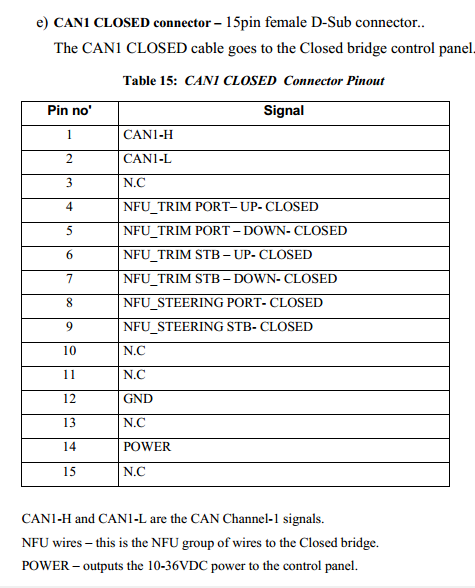 e) CAN1 CLOSED connector – 15pin female D-Sub connector..
The CAN1 CLOSED cable goes to the Closed bridge control panel.
Table 15: CAN1 CLOSED Connector Pinout
Pin no' Signal
1 CAN1-H
2 CAN1-L
3 N.C
4 NFU_TRIM PORT– UP- CLOSED
5 NFU_TRIM PORT – DOWN- CLOSED
6 NFU_TRIM STB – UP- CLOSED
7 NFU_TRIM STB – DOWN- CLOSED
8 NFU_STEERING PORT- CLOSED
9 NFU_STEERING STB- CLOSED
10 N.C
11 N.C
12 GND
13 N.C
14 POWER
15 N.C
CAN1-H and CAN1-L are the CAN Channel-1 signals.
NFU wires – this is the NFU group of wires to the Closed bridge.
POWER – outputs the 10-36VDC power to the control panel.